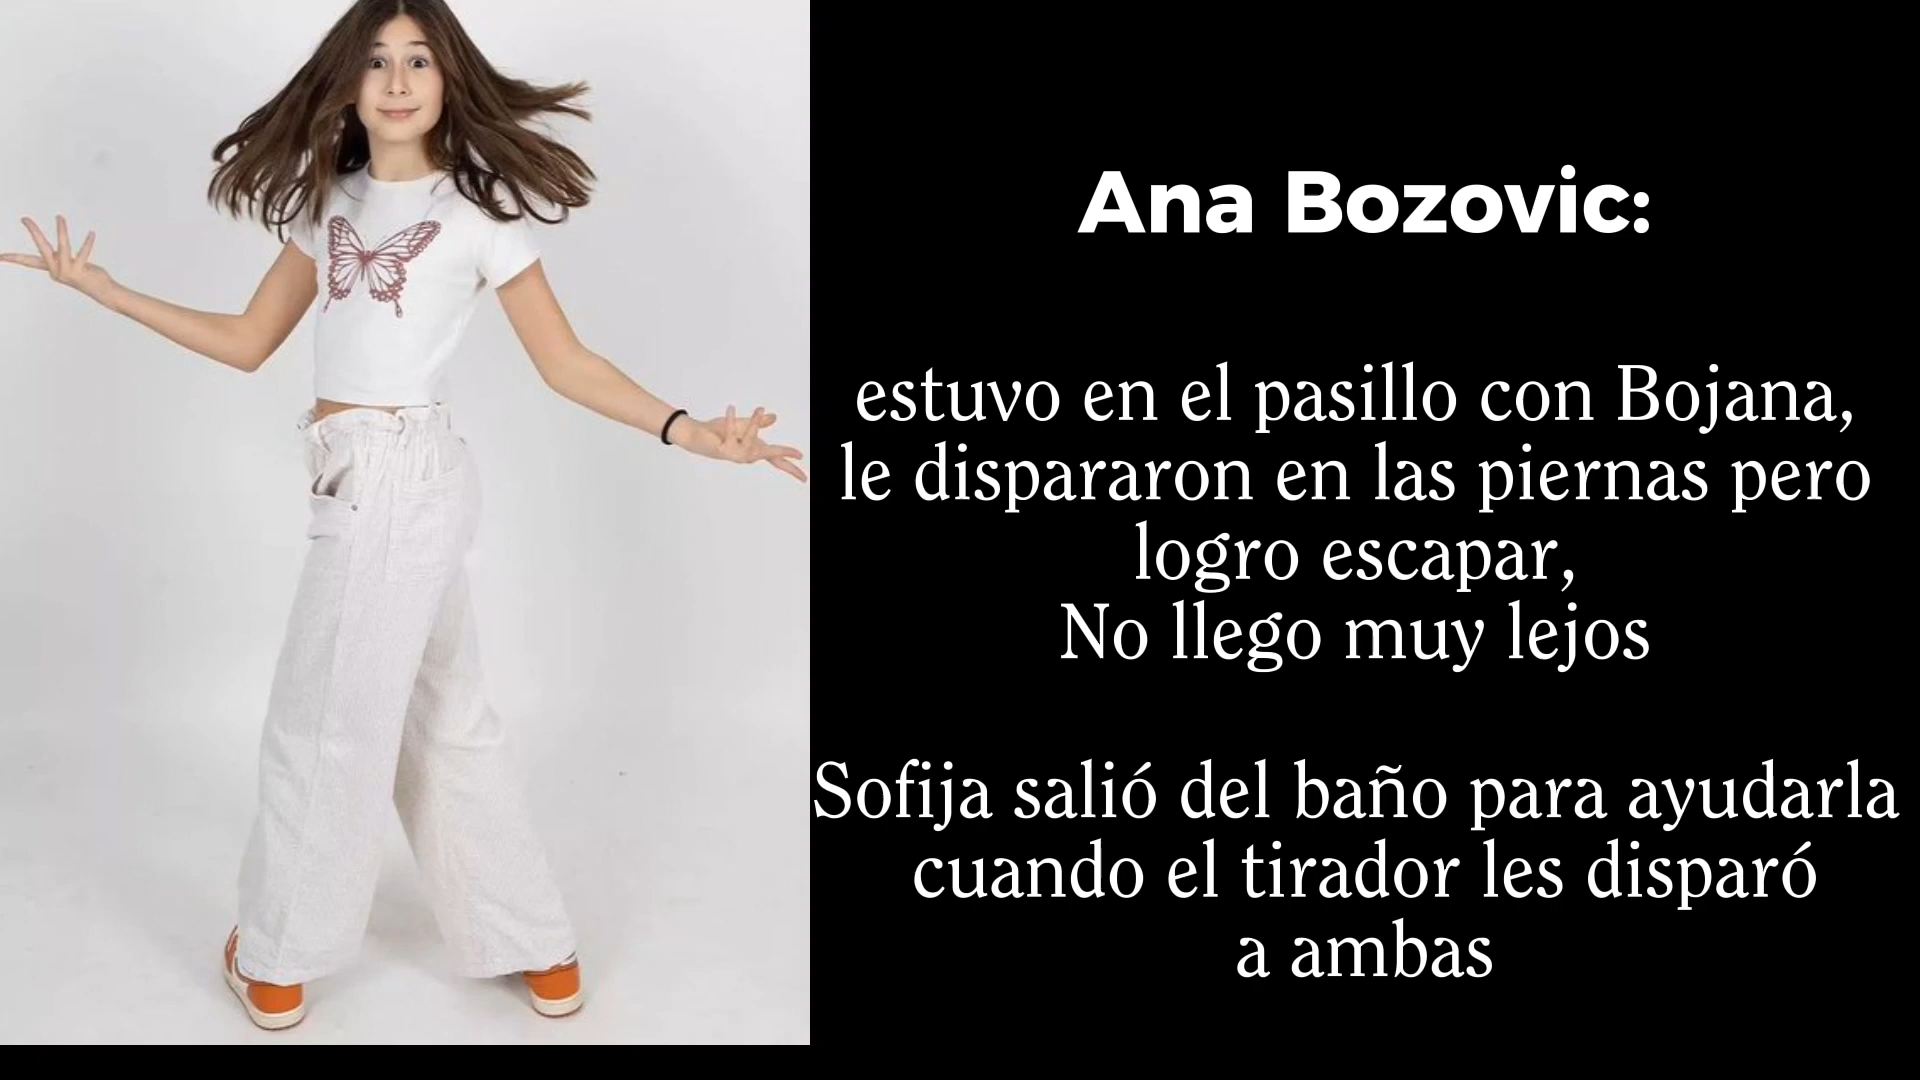 Ana Bozovic:
estuvo en el pasillo con Bojana,
le dispararon en las piernas pero
logro escapar,
No llego muy lejos
Sofija salió del baño para ayudarla
cuando el tirador les disparó
a ambas